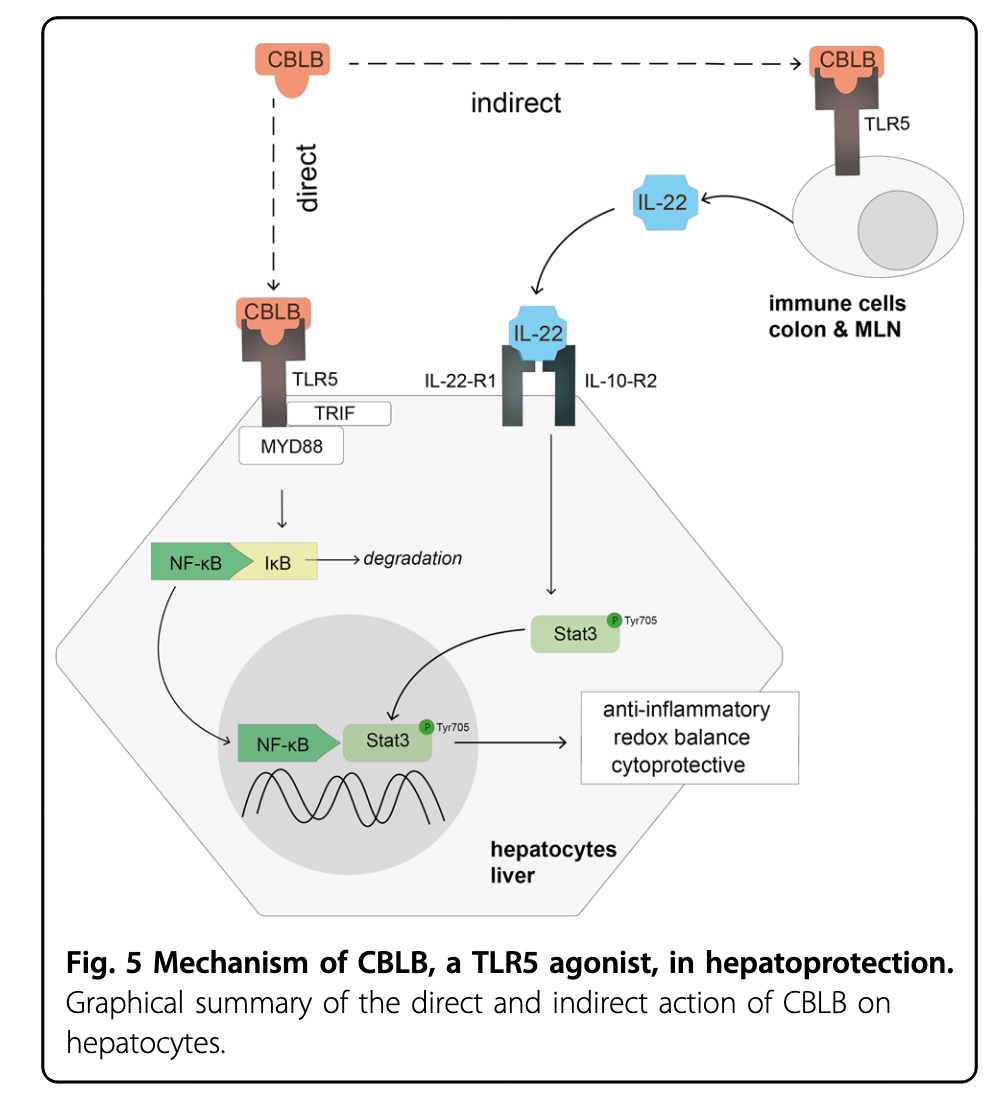 CBLB
CBLB
indirect
TLR5
direct
IL-22
immune cells
colon & MLN
CBLB
IL-22
TLR5
IL-22-R1
IL-10-R2
TRIF
MYD88
NF-κB
IκB
degradation
Stat3
P
Tyr705
NF-κB
Stat3
P
Tyr705
anti-inflammatory
redox balance
cytoprotective
hepatocytes
liver
Fig. 5 Mechanism of CBLB, a TLR5 agonist, in hepatoprotection.
Graphical summary of the direct and indirect action of CBLB on
hepatocytes.